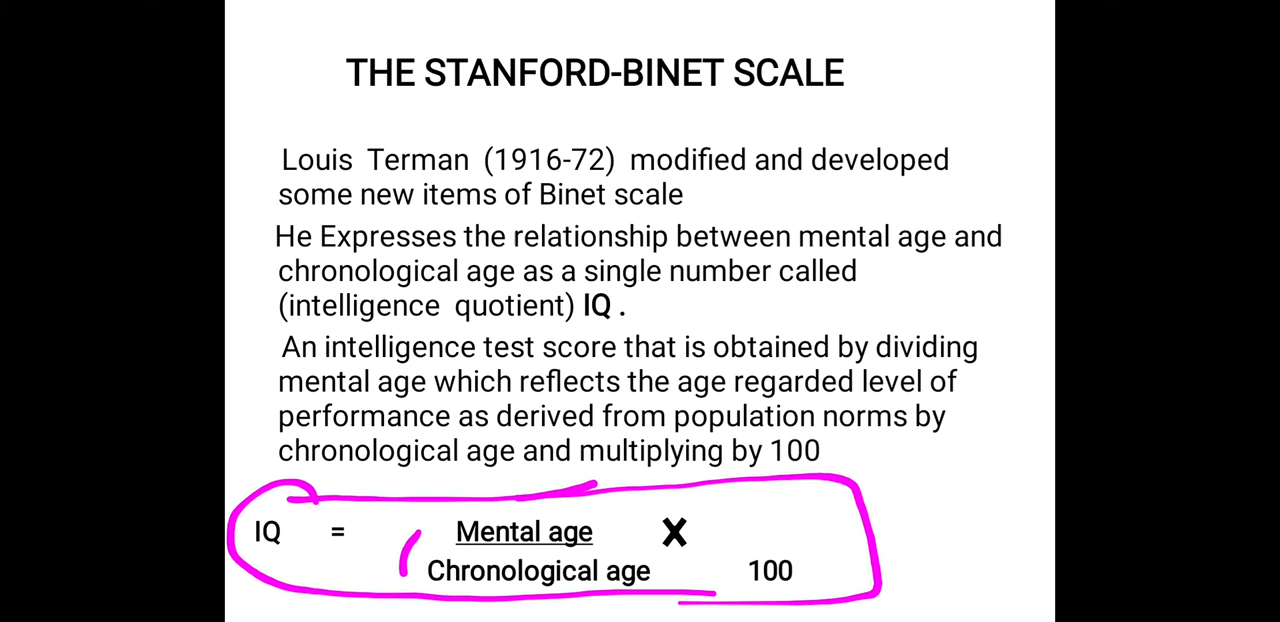 THE STANFORD-BINET SCALE
Louis Terman (1916-72) modified and developed
some new items of Binet scale
He Expresses the relationship between mental age and
chronological age as a single number called
(intelligence quotient) IQ .
An intelligence test score that is obtained by dividing
mental age which reflects the age regarded level of
performance as derived from population norms by
chronological age and multiplying by 100
IQ = Mental age X
Chronological age 100